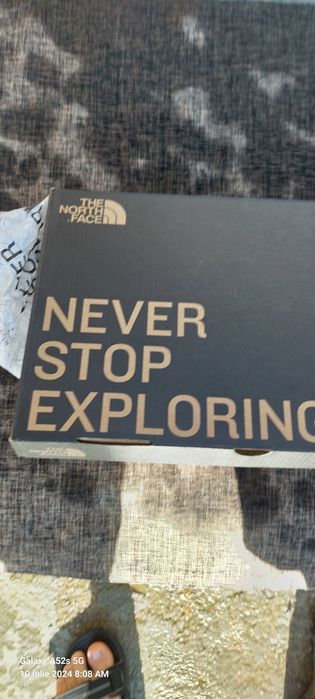 THE
NORTH
FACE
NEVER
STOP
EXPLORING
Galaxy A52s 5G
10 iulie 2024 8:08 AM